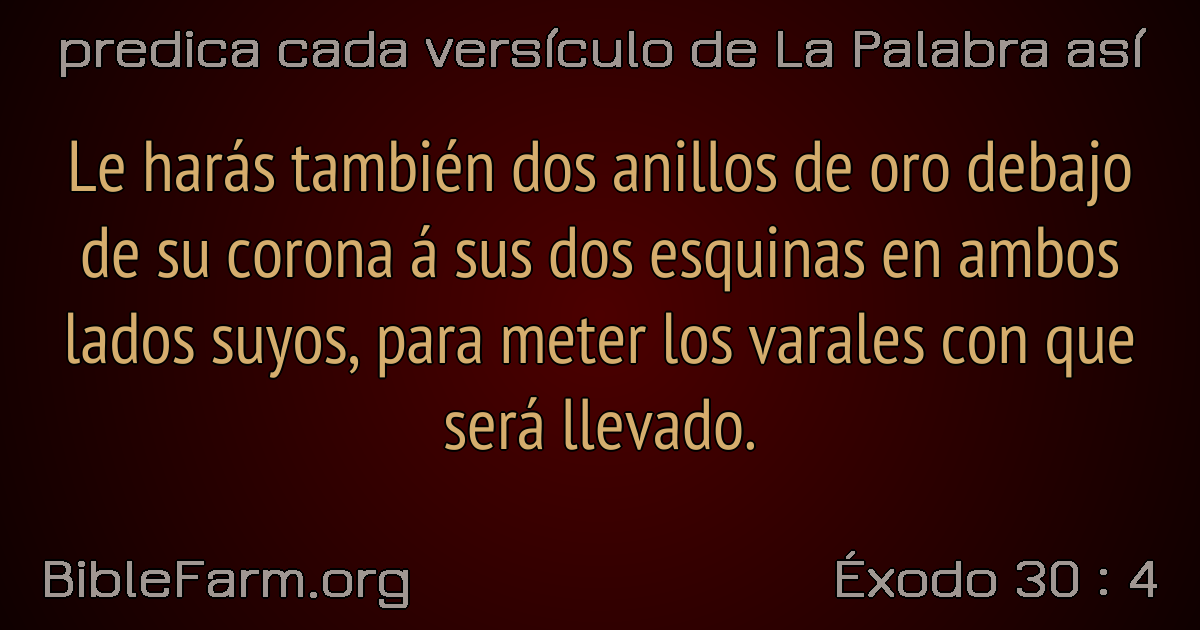 predica cada versículo de La Palabra así
Le harás también dos anillos de oro debajo
de su corona á sus dos esquinas en ambos
lados suyos, para meter los varales con que
será llevado.
BibleFarm.org
Éxodo 30 : 4